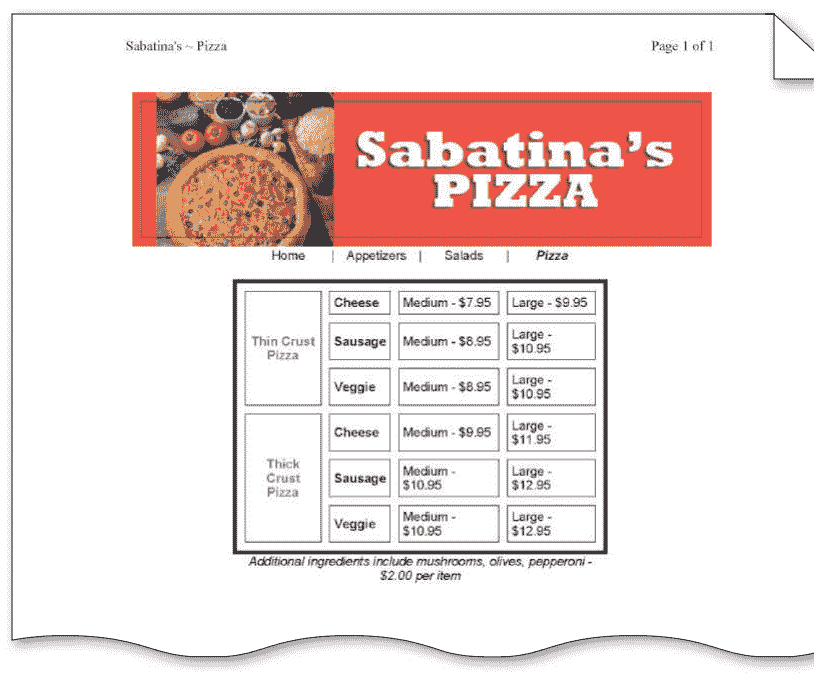 Sabatina's ~ Pizza Page 1 of 1
Sabatina's
PIZZA
Home | Appetizers | Salads | Pizza
Thin Crust
Pizza
Cheese Medium - $7.95 Large - $9.95
Sausage Medium - $8.95 Large -
$10.95
Veggie Medium - $8.95 Large -
$10.95
Thick
Crust
Pizza
Cheese Medium - $9.95 Large -
$11.95
Sausage Medium -
$10.95 Large -
$12.95
Veggie Medium -
$10.95 Large -
$12.95
Additional ingredients include mushrooms, olives, pepperoni -
$2.00 per item